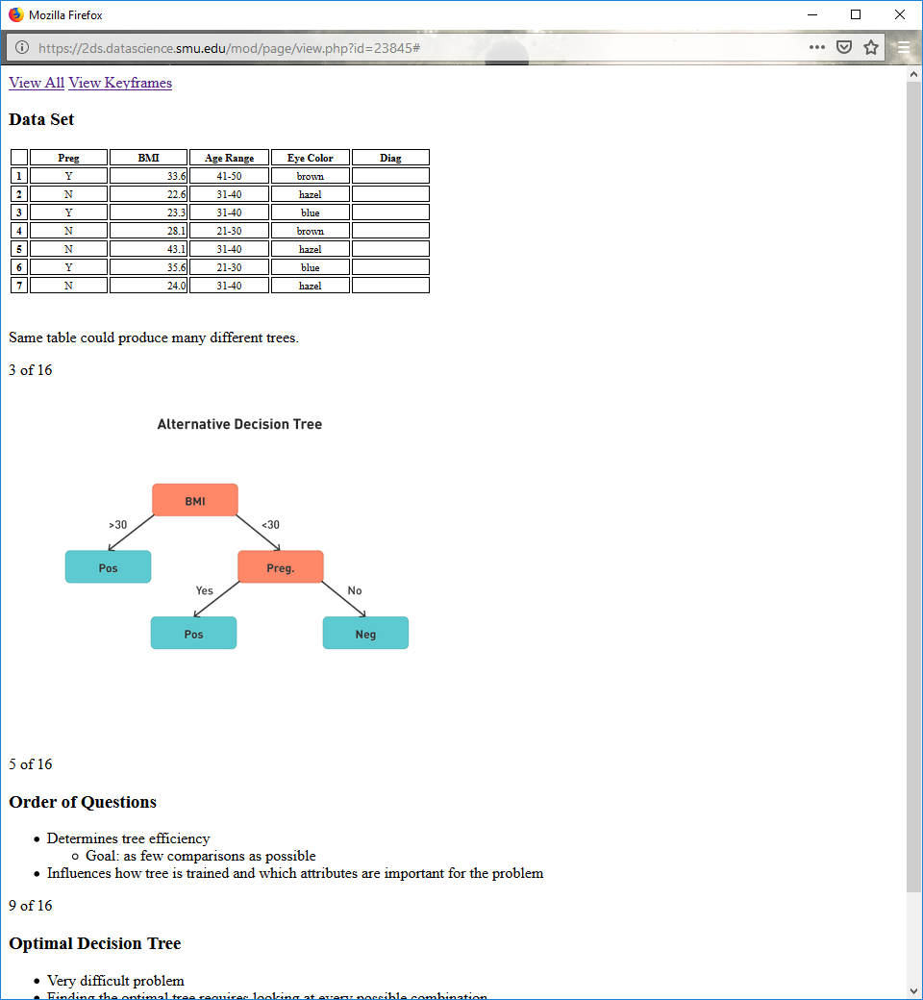 Mozilla Firefox
https://2ds.datascience.smu.edu/mod/page/view.php?id=23845#
View All View Keyframes
Data Set
Preg BMI Age Range Eye Color Diag
1 Y 33.6 41-50 brown
2 N 22.6 31-40 hazel
3 Y 23.3 31-40 blue
4 N 28.1 21-30 brown
5 N 43.1 31-40 hazel
6 Y 35.6 21-30 blue
7 N 24.0 31-40 hazel
Same table could produce many different trees.
3 of 16
Alternative Decision Tree
BMI
>30 <30
Pos Preg.
Yes No
Pos Neg
5 of 16
Order of Questions
• Determines tree efficiency
◦ Goal: as few comparisons as possible
• Influences how tree is trained and which attributes are important for the problem
9 of 16
Optimal Decision Tree
• Very difficult problem
• Finding the optimal tree requires looking at every possible combination